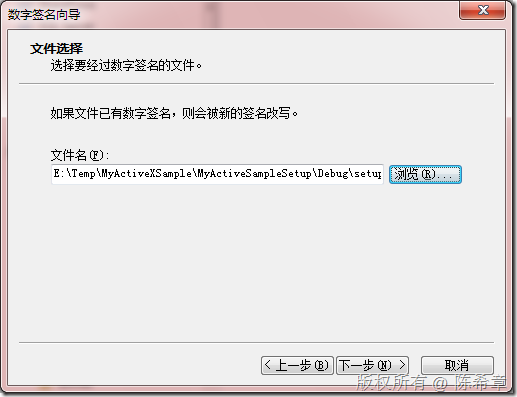 数字签名向导
文件选择
选择要经过数字签名的文件。
如果文件已有数字签名，则会被新的签名改写。
文件名(F):
E:\Temp\MyActiveXSample\MyActiveSampleSetup\Debug\setup
浏览(R)...
< 上一步(B) 下一步(N) > 取消
版权所有 @ 陈希章